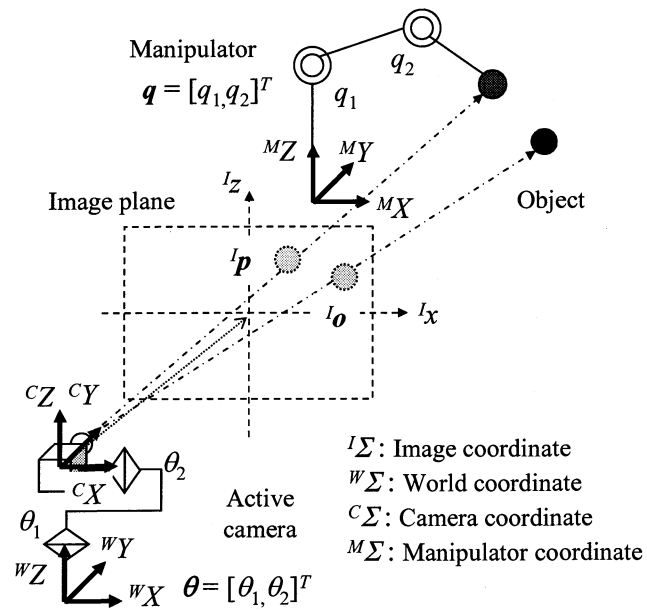 Manipulator
q = [q₁,q₂]ᵀ
q₁
q₂
ᴹZ
ᴹY
ᴹX
Image plane
ᴵz
Object
ᴵp
ᴵo
ᴵx
ᶜZ
ᶜY
ᶜX
θ₂
θ₁
Active
camera
ᵂY
ᵂZ
ᵂX
θ = [θ₁,θ₂]ᵀ
ᴵΣ: Image coordinate
ᵂΣ: World coordinate
ᶜΣ: Camera coordinate
ᴹΣ: Manipulator coordinate